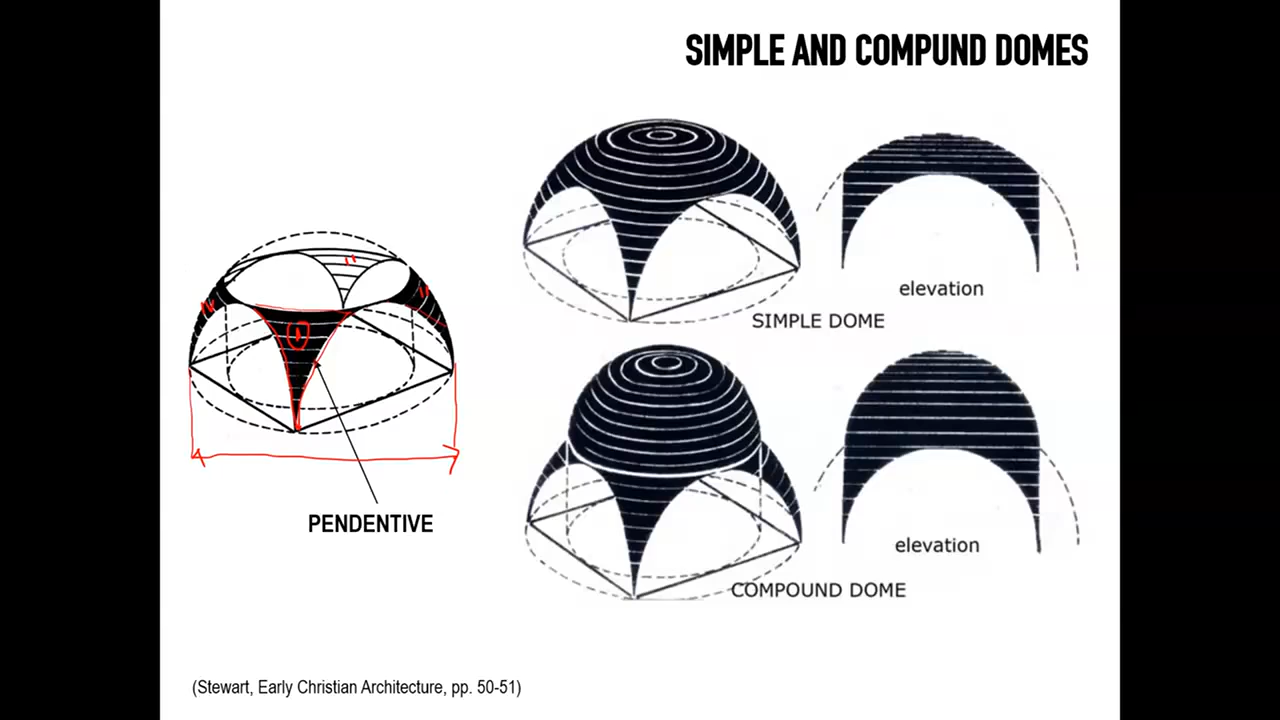 SIMPLE AND COMPUND DOMES
elevation
SIMPLE DOME
PENDENTIVE
elevation
COMPOUND DOME
(Stewart, Early Christian Architecture, pp. 50-51)